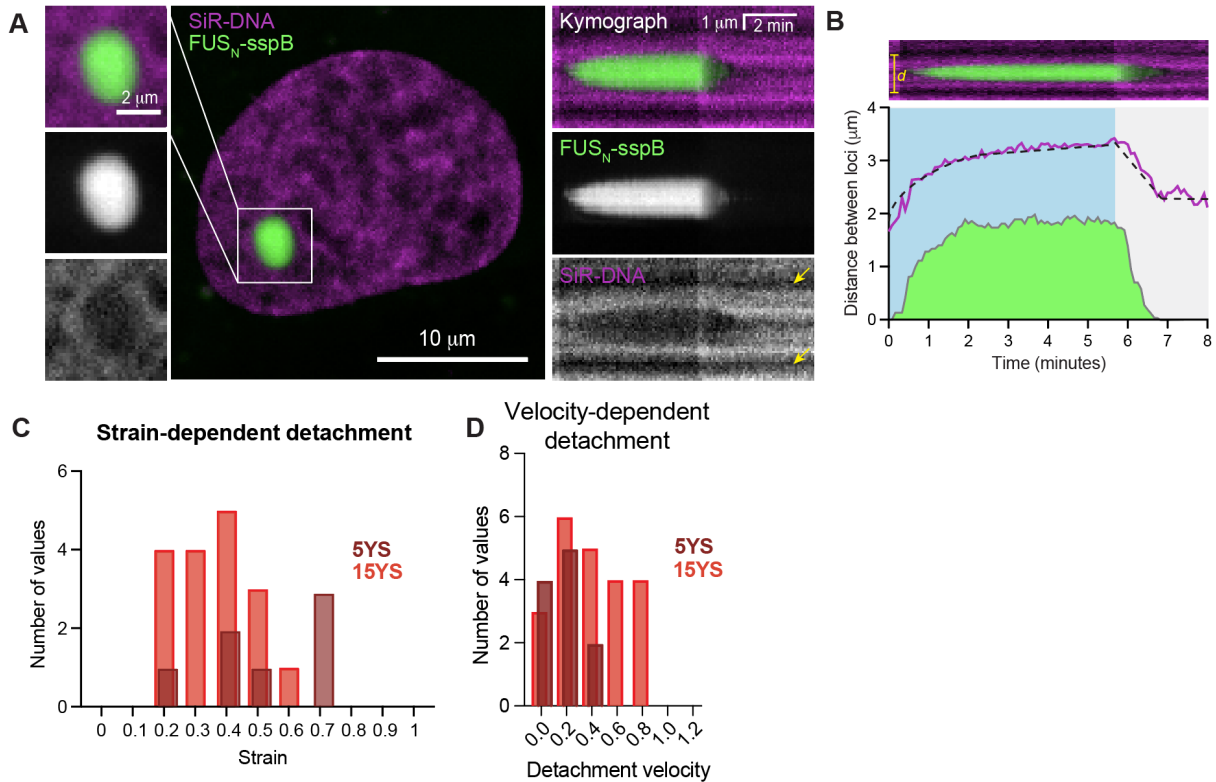 A
SiR-DNA
FUSN-sspB
2 μm
10 μm
Kymograph
1 μm
2 min
FUSN-sspB
SiR-DNA
B
d
Distance between loci (μm)
4
3
2
1
0
0 1 2 3 4 5 6 7 8
Time (minutes)
C
Strain-dependent detachment
Number of values
6
4
2
0
5YS
15YS
0 0.1 0.2 0.3 0.4 0.5 0.6 0.7 0.8 0.9 1
Strain
D
Velocity-dependent
detachment
Number of values
8
6
4
2
0
5YS
15YS
0.0 0.2 0.4 0.6 0.8 1.0 1.2
Detachment velocity